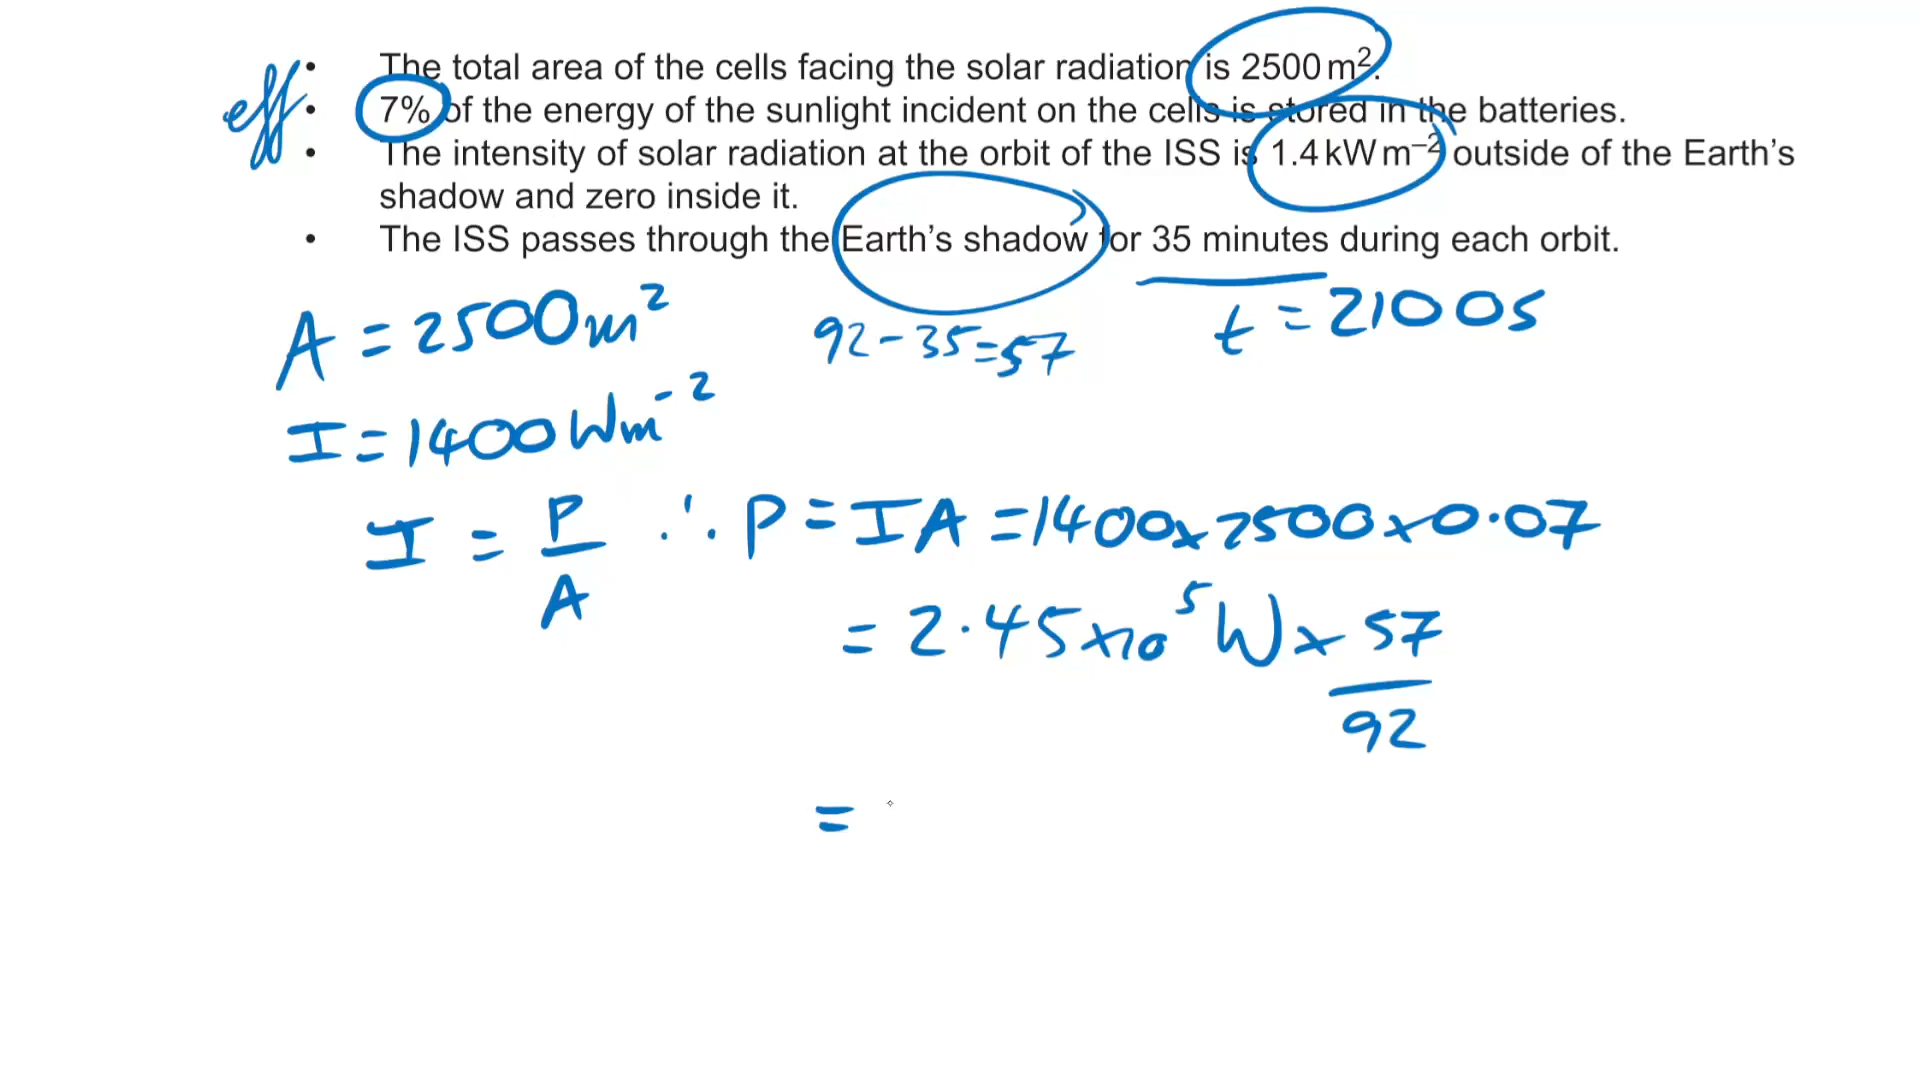 • The total area of the cells facing the solar radiation is 2500 m².
eff • 7% of the energy of the sunlight incident on the cells is stored in the batteries.
• The intensity of solar radiation at the orbit of the ISS is 1.4 kW m⁻² outside of the Earth’s
shadow and zero inside it.
• The ISS passes through the Earth’s shadow for 35 minutes during each orbit.
A = 2500m²
92 - 35 = 57
t = 2100s
I = 1400 Wm⁻²
I = P/A ∴ P = IA = 1400 x 2500 x 0.07
= 2.45 x 10⁵ W x 57/92
=